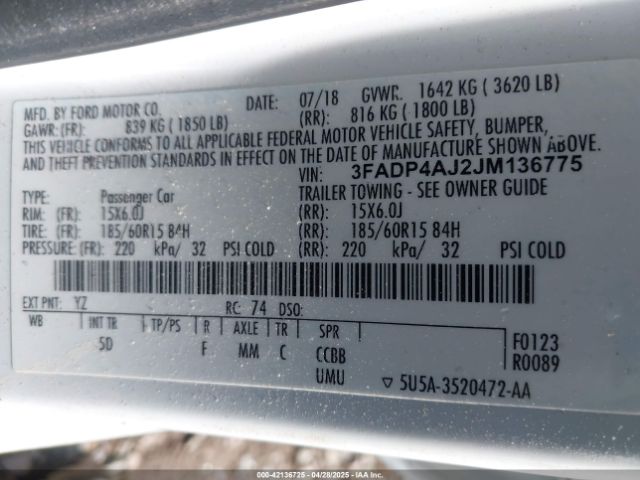 MFD. BY FORD MOTOR CO. DATE: 07/18 GVWR. 1642 KG ( 3620 LB)
GAWR: (FR): 839 KG ( 1850 LB) (RR): 816 KG ( 1800 LB)
THIS VEHICLE CONFORMS TO ALL APPLICABLE FEDERAL MOTOR VEHICLE SAFETY, BUMPER,
AND THEFT PREVENTION STANDARDS IN EFFECT ON THE DATE OF MANUFACTURE SHOWN ABOVE.
VIN: 3FADP4AJ2JM136775
TYPE: Passenger Car TRAILER TOWING - SEE OWNER GUIDE
RIM: (FR): 15X6.0J (RR): 15X6.0J
TIRE: (FR): 185/60R15 84H (RR): 185/60R15 84H
PRESSURE: (FR): 220 kPa/ 32 PSI COLD (RR): 220 kPa/ 32 PSI COLD
EXT PNT: YZ RC: 74 DSO:
WB INT TR TP/PS R AXLE TR SPR
5D F MM C CCBB
UMU
F0123
R0089
5U5A-3520472-AA
000-42136725 - 04/28/2025 - IAAI.COM